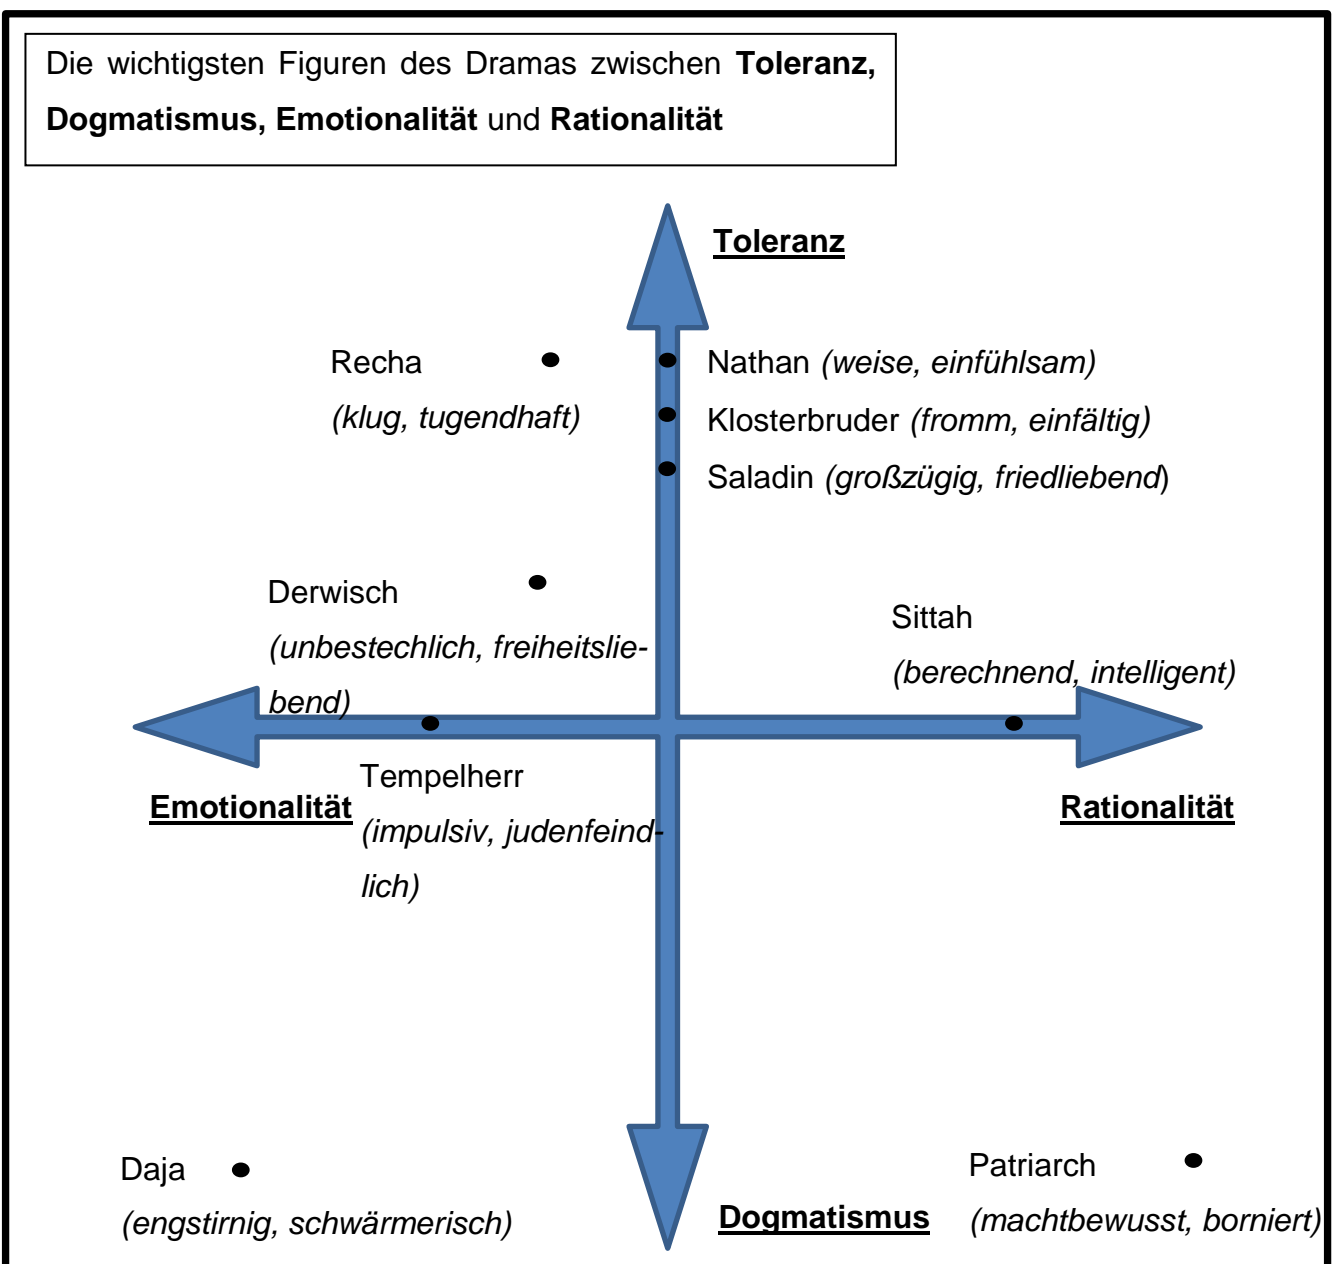 Die wichtigsten Figuren des Dramas zwischen Toleranz,
Dogmatismus, Emotionalität und Rationalität
Toleranz
Recha
(klug, tugendhaft)
Nathan (weise, einfühlsam)
Klosterbruder (fromm, einfältig)
Saladin (großzügig, friedliebend)
Derwisch
(unbestechlich, freiheitslie-
bend)
Sittah
(berechnend, intelligent)
Tempelherr
(impulsiv, judenfeind-
lich)
Emotionalität
Rationalität
Daja
(engstirnig, schwärmerisch)
Dogmatismus
Patriarch
(machtbewusst, borniert)